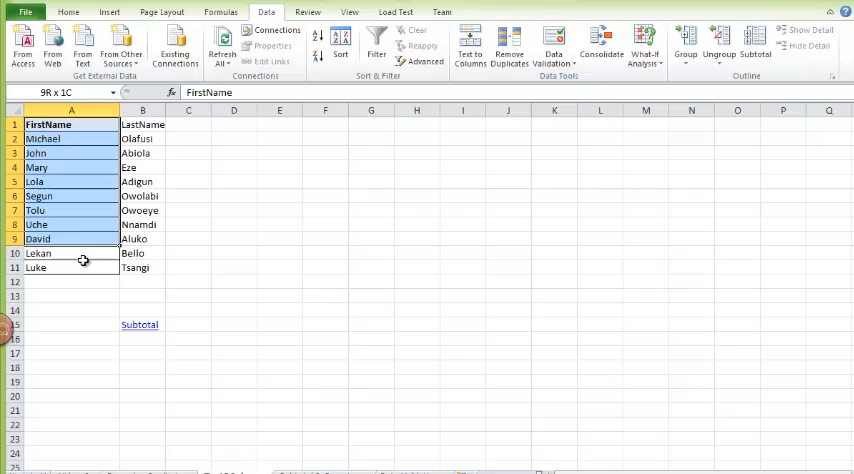 File Home Insert Page Layout Formulas Data Review View Load Test Team
From Access From Web From Text From Other Sources Existing Connections Refresh All Connections Properties Edit Links Sort Filter Clear Reapply Advanced Text to Columns Remove Duplicates Data Validation Consolidate What-If Analysis Group Ungroup Subtotal Show Detail Hide Detail
Get External Data Connections Sort & Filter Data Tools Outline
9R x 1C fx FirstName
A B C D E F G H I J K L M N O P Q
1 FirstName LastName
2 Michael Olafusi
3 John Abiola
4 Mary Eze
5 Lola Adigun
6 Segun Owolabi
7 Tolu Owoeye
8 Uche Nnamdi
9 David Aluko
10 Lekan Bello
11 Luke Tsangi
12
13
14
15 Subtotal
16
17
18
19
20
21
22
23
24
25